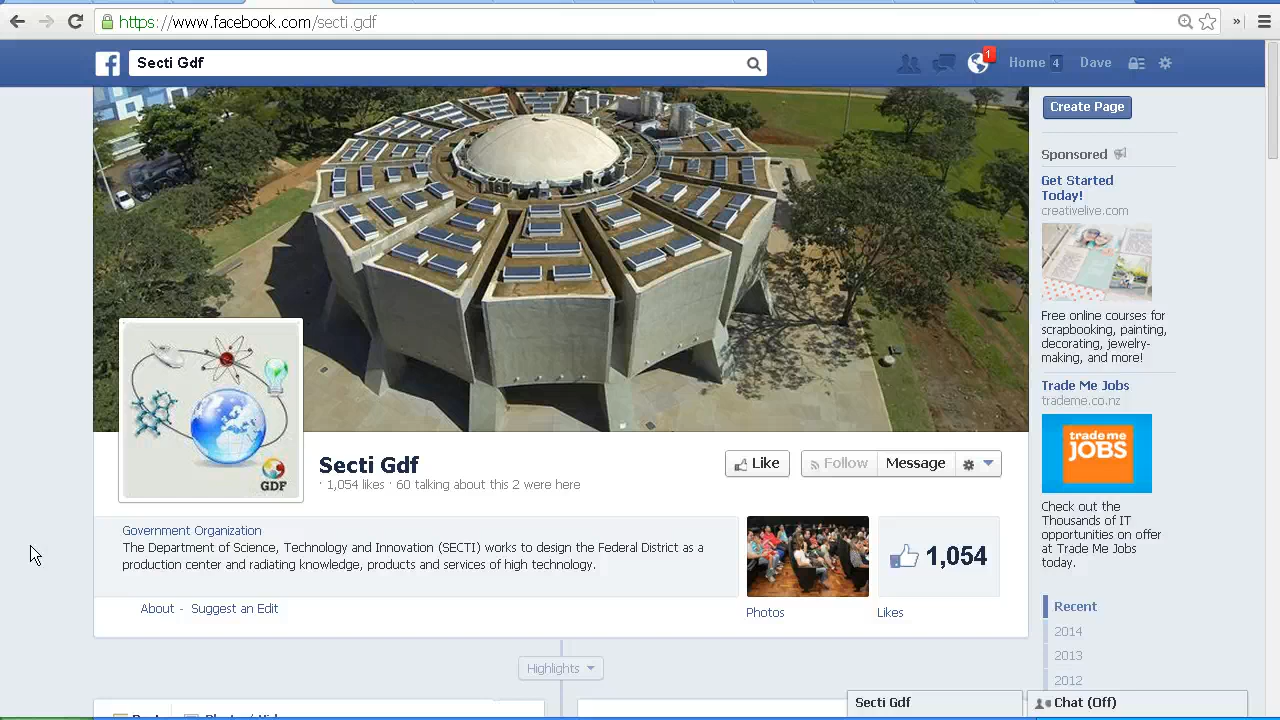 https://www.facebook.com/secti.gdf
»
Secti Gdf
1
Home 4
Dave
Create Page
Sponsored
Get Started
Today!
creativelive.com
Free online courses for
scrapbooking, painting,
decorating, jewelry-
making, and more!
Trade Me Jobs
trademe.co.nz
trade me
JOBS
Check out the
Thousands of IT
opportunities on offer
at Trade Me Jobs
today.
GDF
Secti Gdf
· 1,054 likes · 60 talking about this 2 were here
Like
Follow
Message
Government Organization
The Department of Science, Technology and Innovation (SECTI) works to design the Federal District as a
production center and radiating knowledge, products and services of high technology.
About - Suggest an Edit
Photos
1,054
Likes
Highlights
Recent
2014
2013
2012
Secti Gdf
Chat (Off)